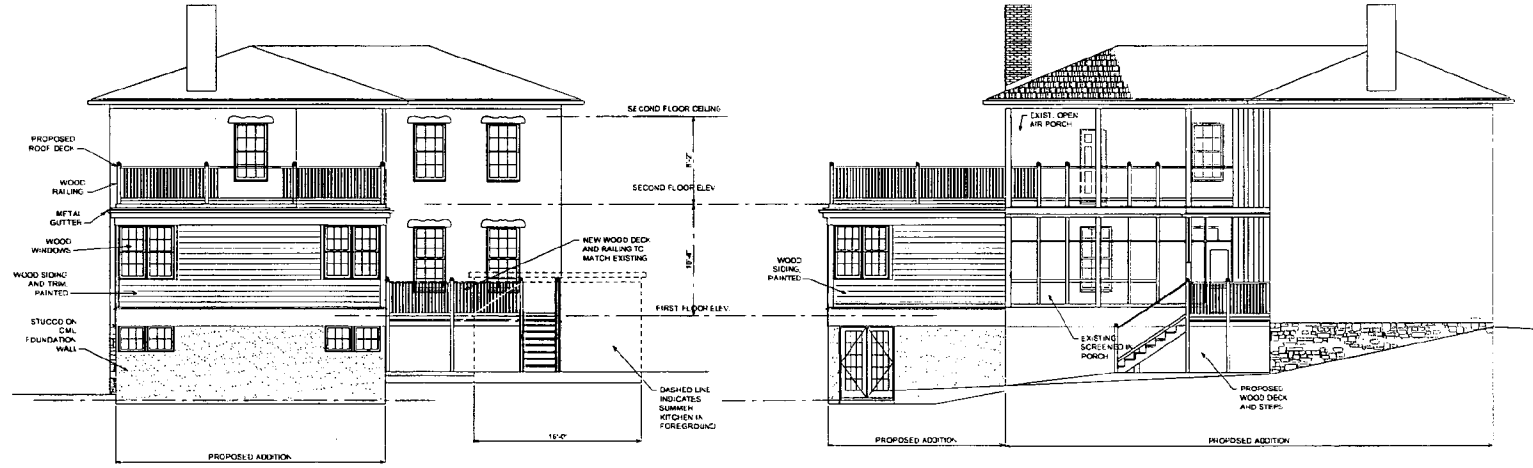 SECOND FLOOR CEILING
PROPOSED
ROOF DECK
WOOD
RAILING
SECOND FLOOR ELEV
METAL
GUTTER
WOOD
WINDOWS
NEW WOOD DECK
AND RAILING TO
MATCH EXISTING
WOOD SIDING
AND TRIM,
PAINTED
FIRST FLOOR ELEV.
STUCCO ON
CMU
FOUNDATION
WALL
DASHED LINE
INDICATES
SUMMER
KITCHEN IN
FOREGROUND
16'-0"
PROPOSED ADDITION
EXIST. OPEN
AIR PORCH
WOOD
SIDING,
PAINTED
EXISTING
SCREENED IN
PORCH
PROPOSED
WOOD DECK
AND STEPS
PROPOSED ADDITION
PROPOSED ADDITION